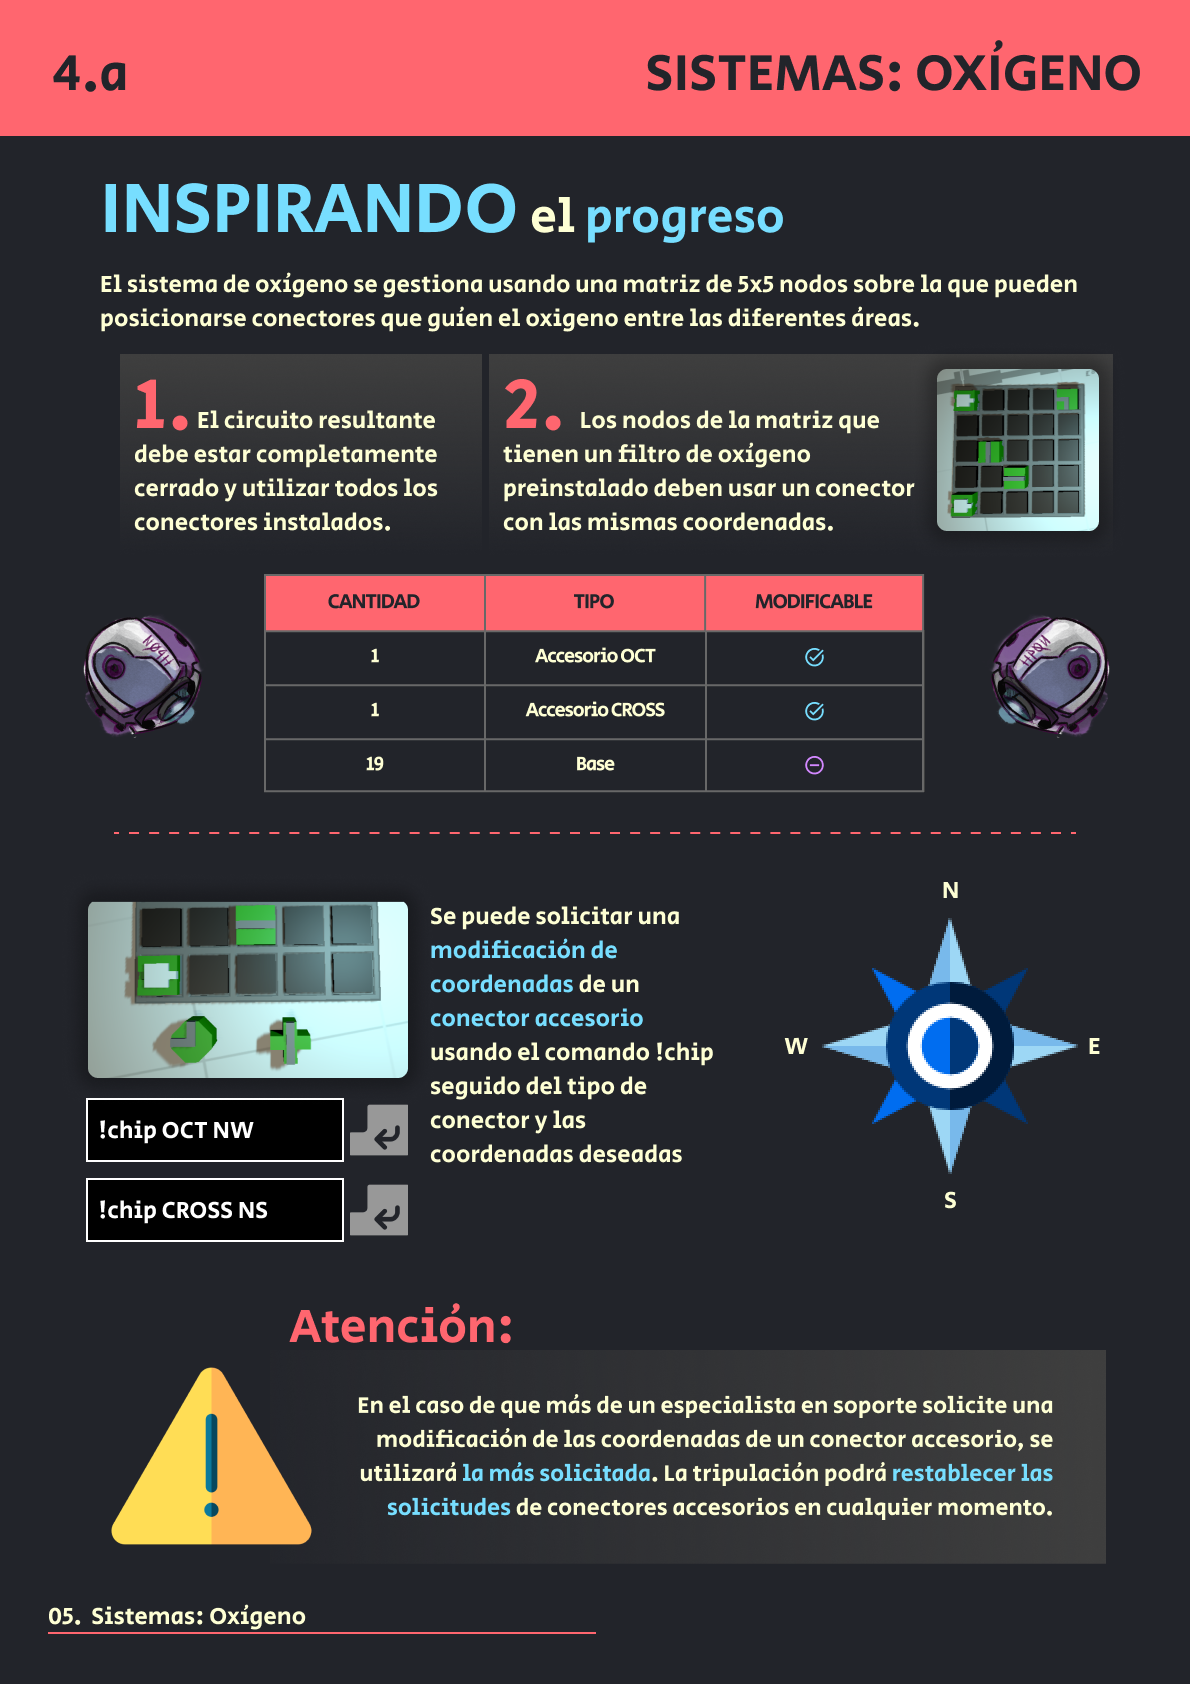 4.a
SISTEMAS: OXÍGENO
INSPIRANDO el progreso
El sistema de oxígeno se gestiona usando una matriz de 5x5 nodos sobre la que pueden
posicionarse conectores que guíen el oxigeno entre las diferentes áreas.
1. El circuito resultante
debe estar completamente
cerrado y utilizar todos los
conectores instalados.
2. Los nodos de la matriz que
tienen un filtro de oxígeno
preinstalado deben usar un conector
con las mismas coordenadas.
CANTIDAD TIPO MODIFICABLE
1 Accesorio OCT
1 Accesorio CROSS
19 Base
Se puede solicitar una
modificación de
coordenadas de un
conector accesorio
usando el comando !chip
seguido del tipo de
conector y las
coordenadas deseadas
!chip OCT NW
!chip CROSS NS
N
W E
S
Atención:
En el caso de que más de un especialista en soporte solicite una
modificación de las coordenadas de un conector accesorio, se
utilizará la más solicitada. La tripulación podrá restablecer las
solicitudes de conectores accesorios en cualquier momento.
05. Sistemas: Oxígeno